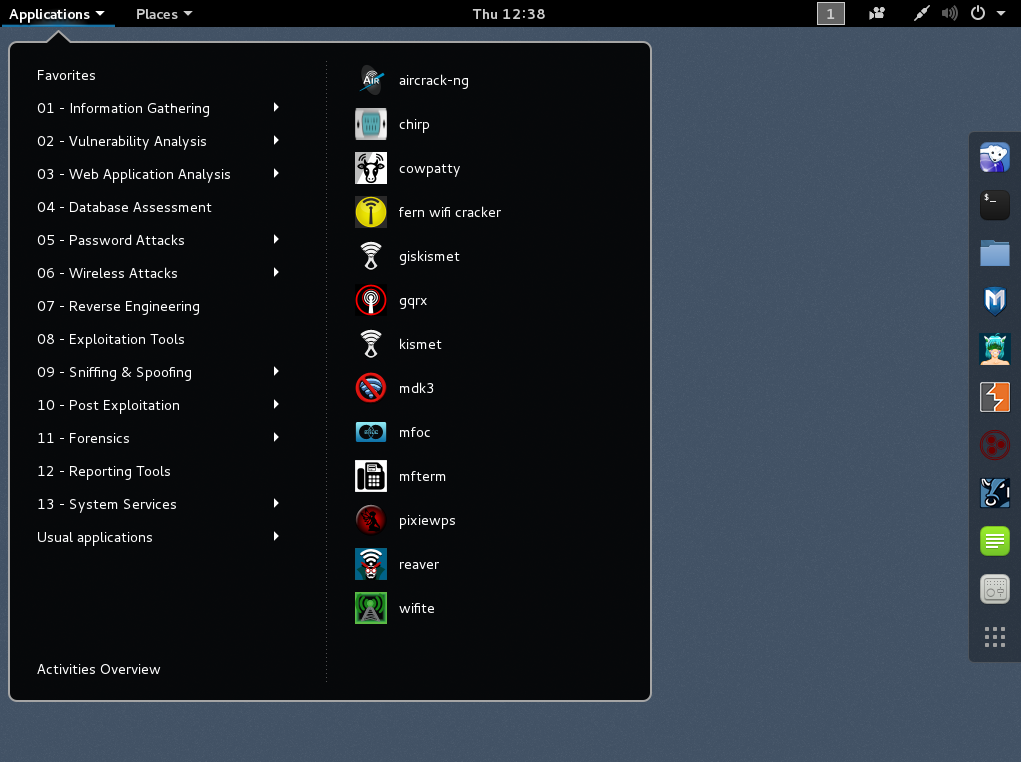 Applications Places Thu 12:38 1
Favorites
01 - Information Gathering
02 - Vulnerability Analysis
03 - Web Application Analysis
04 - Database Assessment
05 - Password Attacks
06 - Wireless Attacks
07 - Reverse Engineering
08 - Exploitation Tools
09 - Sniffing & Spoofing
10 - Post Exploitation
11 - Forensics
12 - Reporting Tools
13 - System Services
Usual applications
Activities Overview
AIR
aircrack-ng
chirp
cowpatty
fern wifi cracker
giskismet
gqrx
kismet
mdk3
mfoc
mfterm
pixiewps
reaver
wifite
$_
M